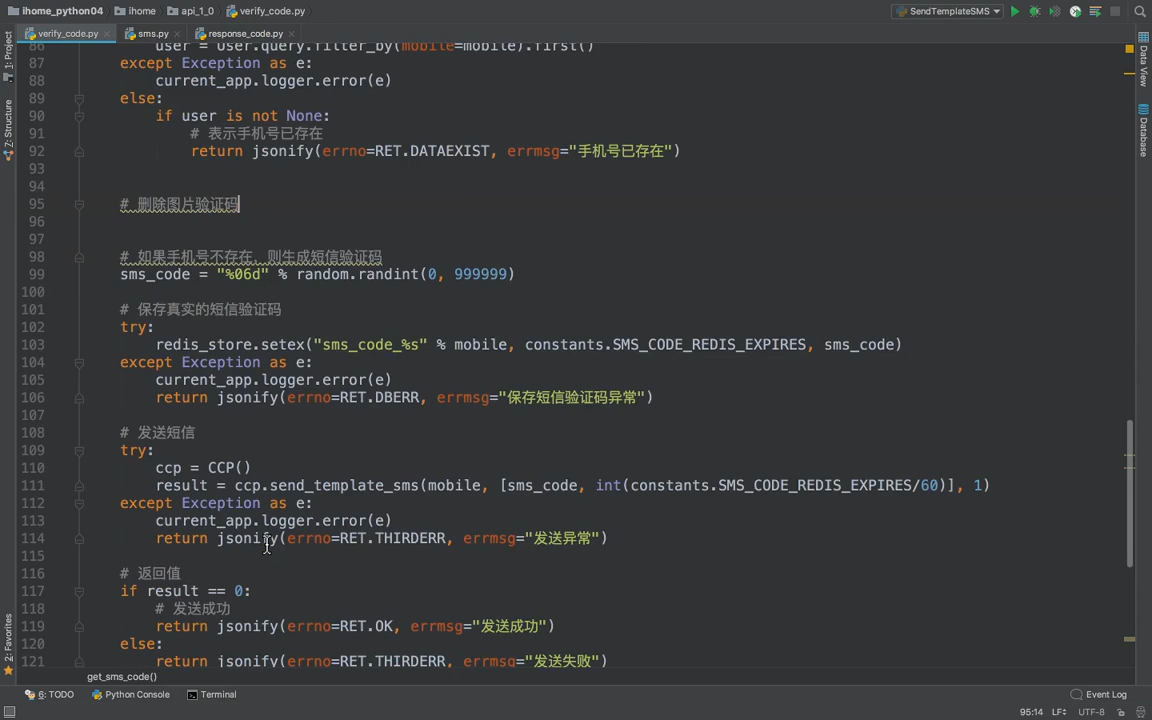 ihome_python04 ihome api_1_0 verify_code.py SendTemplateSMS
verify_code.py sms.py response_code.py
1: Project
7: Structure
2: Favorites
Data View
Database
86 user = User.query.filter_by(mobile=mobile).first()
87 except Exception as e:
88 current_app.logger.error(e)
89 else:
90 if user is not None:
91 # 表示手机号已存在
92 return jsonify(errno=RET.DATAEXIST, errmsg="手机号已存在")
93
94
95 # 删除图片验证码
96
97
98 # 如果手机号不存在，则生成短信验证码
99 sms_code = "%06d" % random.randint(0, 999999)
100
101 # 保存真实的短信验证码
102 try:
103 redis_store.setex("sms_code_%s" % mobile, constants.SMS_CODE_REDIS_EXPIRES, sms_code)
104 except Exception as e:
105 current_app.logger.error(e)
106 return jsonify(errno=RET.DBERR, errmsg="保存短信验证码异常")
107
108 # 发送短信
109 try:
110 ccp = CCP()
111 result = ccp.send_template_sms(mobile, [sms_code, int(constants.SMS_CODE_REDIS_EXPIRES/60)], 1)
112 except Exception as e:
113 current_app.logger.error(e)
114 return jsonify(errno=RET.THIRDERR, errmsg="发送异常")
115
116 # 返回值
117 if result == 0:
118 # 发送成功
119 return jsonify(errno=RET.OK, errmsg="发送成功")
120 else:
121 return jsonify(errno=RET.THIRDERR, errmsg="发送失败")
get_sms_code()
6: TODO Python Console Terminal Event Log
95:14 LF UTF-8